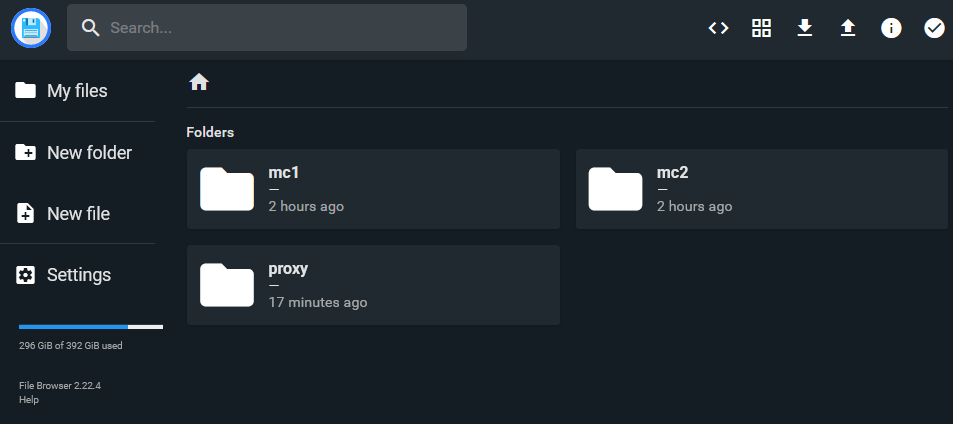 Search...
My files
New folder
New file
Settings
296 GiB of 392 GiB used
File Browser 2.22.4
Help
Folders
mc1
—
2 hours ago
mc2
—
2 hours ago
proxy
—
17 minutes ago